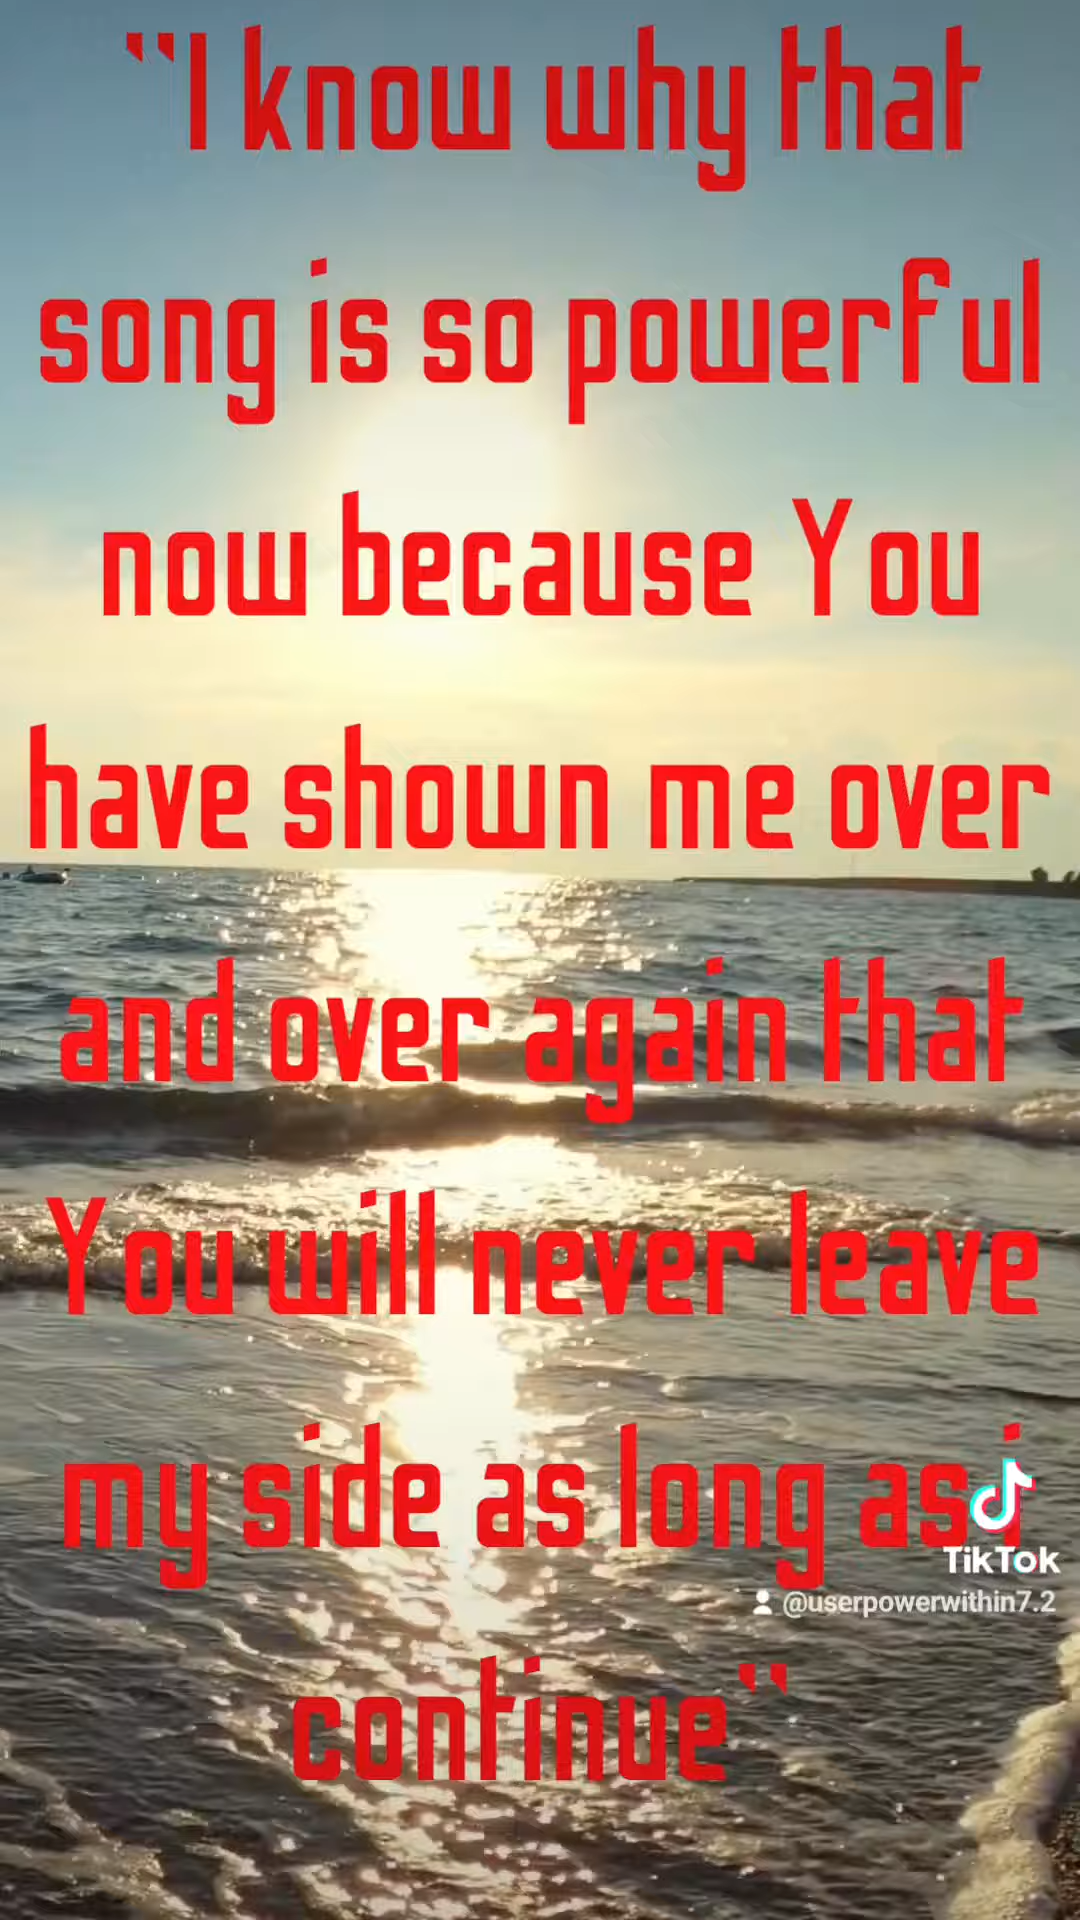 "I know why that
song is so powerful
now because You
have shown me over
and over again that
You will never leave
my side as long as i
continue"
TikTok
@userpowerwithin7.2